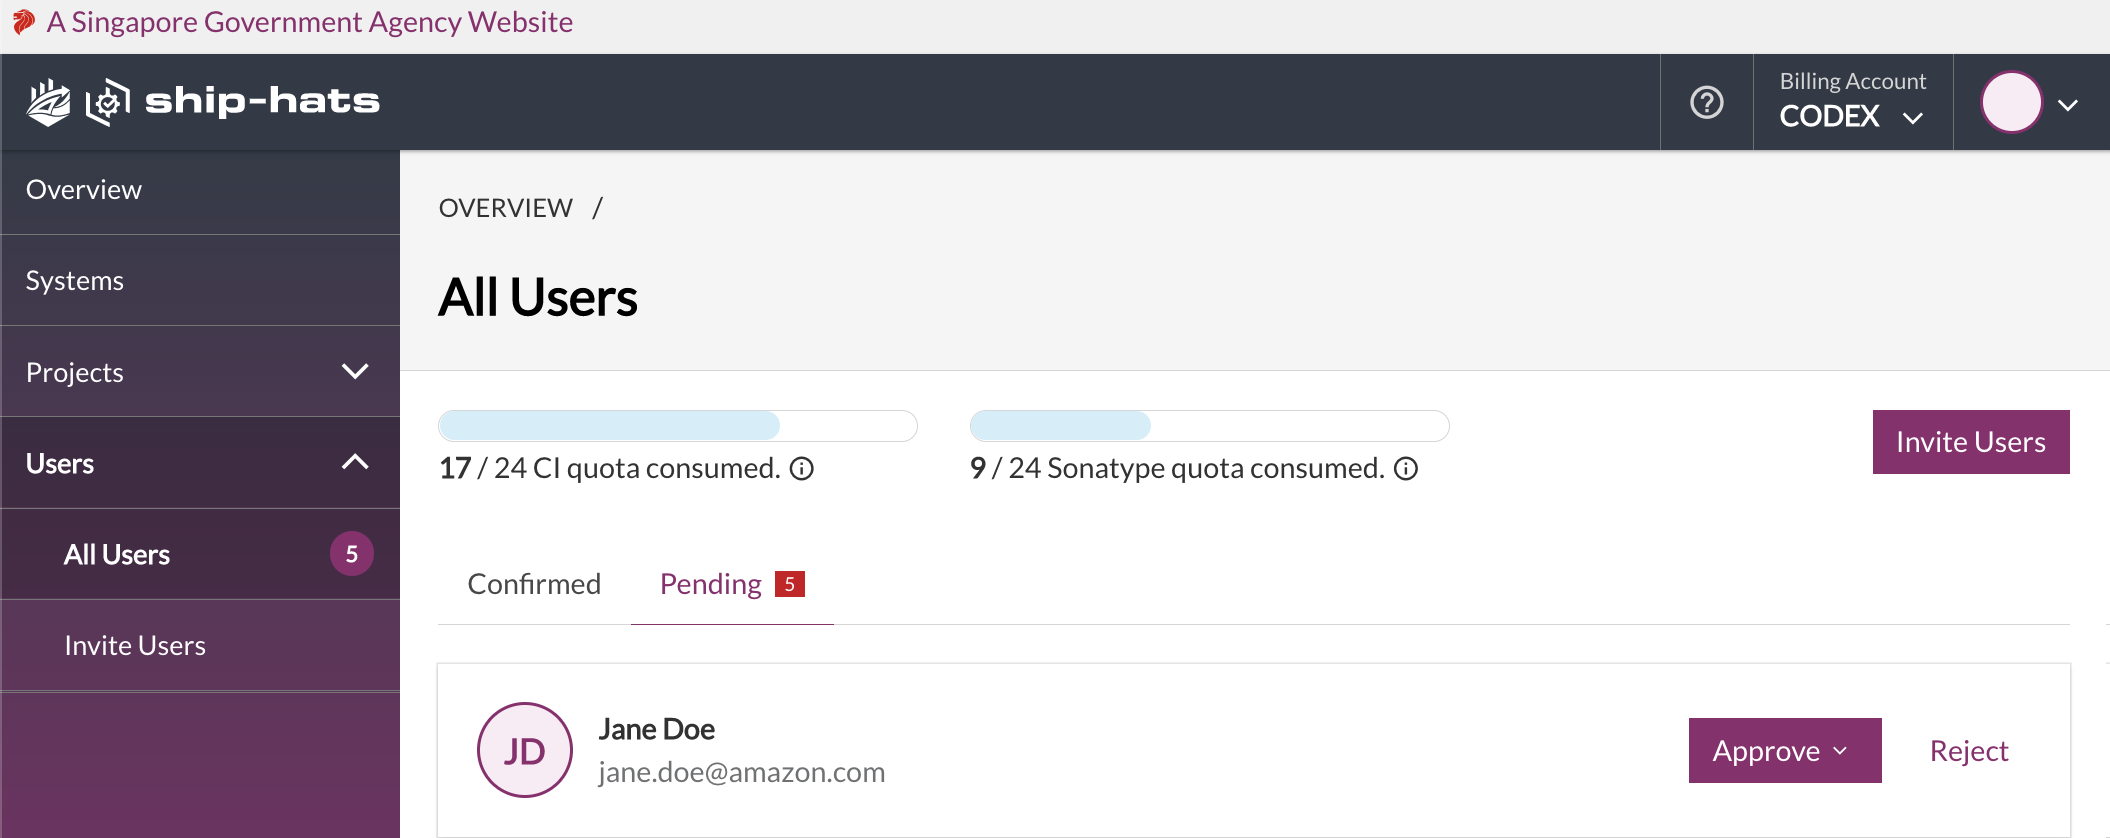 A Singapore Government Agency Website
ship-hats
Billing Account
CODEX
Overview
Systems
Projects
Users
All Users 5
Invite Users
OVERVIEW /
All Users
17 / 24 CI quota consumed.
9 / 24 Sonatype quota consumed.
Invite Users
Confirmed Pending 5
JD
Jane Doe
jane.doe@amazon.com
Approve Reject